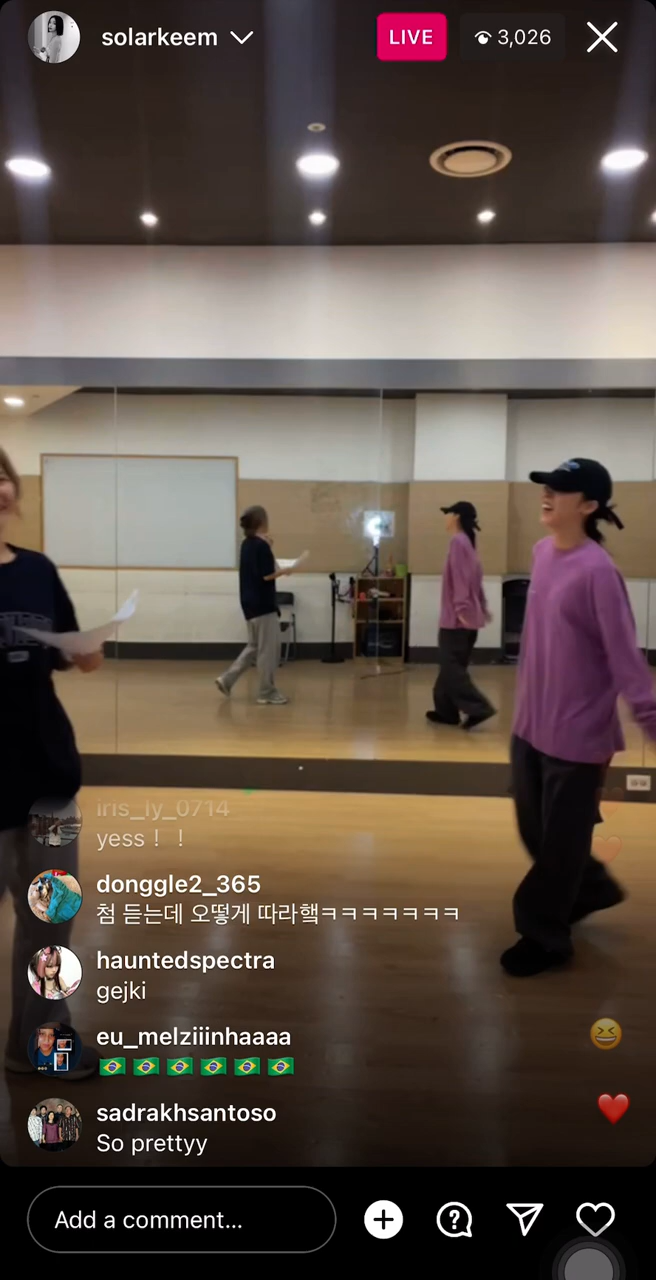 solarkeem
LIVE
3,026
iris_ly_0714
yess！！
donggle2_365
첨 듣는데 오떻게 따라핵ㅋㅋㅋㅋㅋㅋㅋ
hauntedspectra
gejki
eu_melziiinhaaaa
🇧🇷 🇧🇷 🇧🇷 🇧🇷 🇧🇷 🇧🇷
sadrakhsantoso
So prettyy
Add a comment...